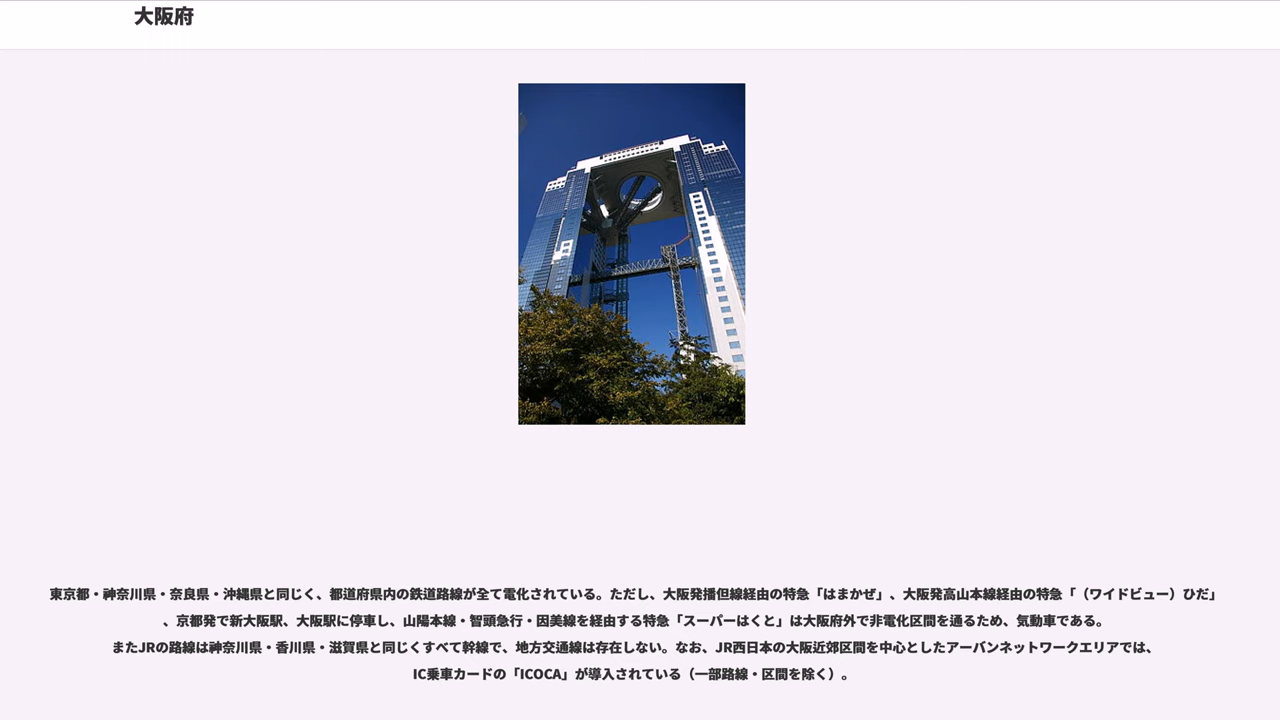 大阪府
東京都・神奈川県・奈良県・沖縄県と同じく、都道府県内の鉄道路線が全て電化されている。ただし、大阪発播但線経由の特急「はまかぜ」、大阪発高山本線経由の特急「（ワイドビュー）ひだ」
、京都発で新大阪駅、大阪駅に停車し、山陽本線・智頭急行・因美線を経由する特急「スーパーはくと」は大阪府外で非電化区間を通るため、気動車である。
またJRの路線は神奈川県・香川県・滋賀県と同じくすべて幹線で、地方交通線は存在しない。なお、JR西日本の大阪近郊区間を中心としたアーバンネットワークエリアでは、
IC乗車カードの「ICOCA」が導入されている（一部路線・区間を除く）。